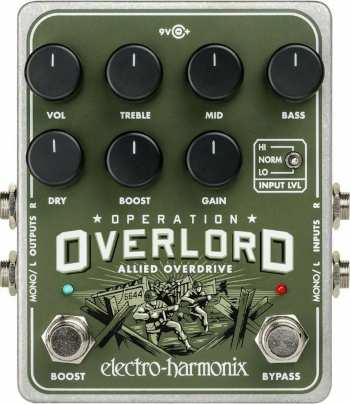 9V
VOL TREBLE MID BASS
DRY BOOST GAIN
HI
NORM
LO
INPUT LVL
MONO/ L OUTPUTS R
MONO/ L INPUTS R
OPERATION
OVERLORD
ALLIED OVERDRIVE
6644
electro-harmonix
BOOST BYPASS